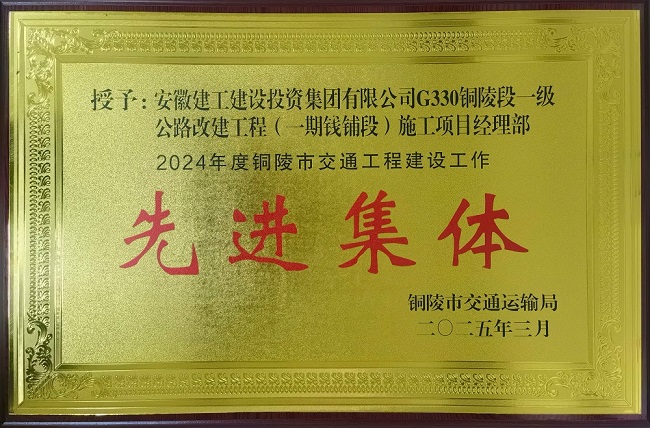 授予：安徽建工建设投资集团有限公司G330铜陵段一级
公路改建工程（一期钱铺段）施工项目经理部
2024年度铜陵市交通工程建设工作
先进集体
铜陵市交通运输局
二〇二五年三月